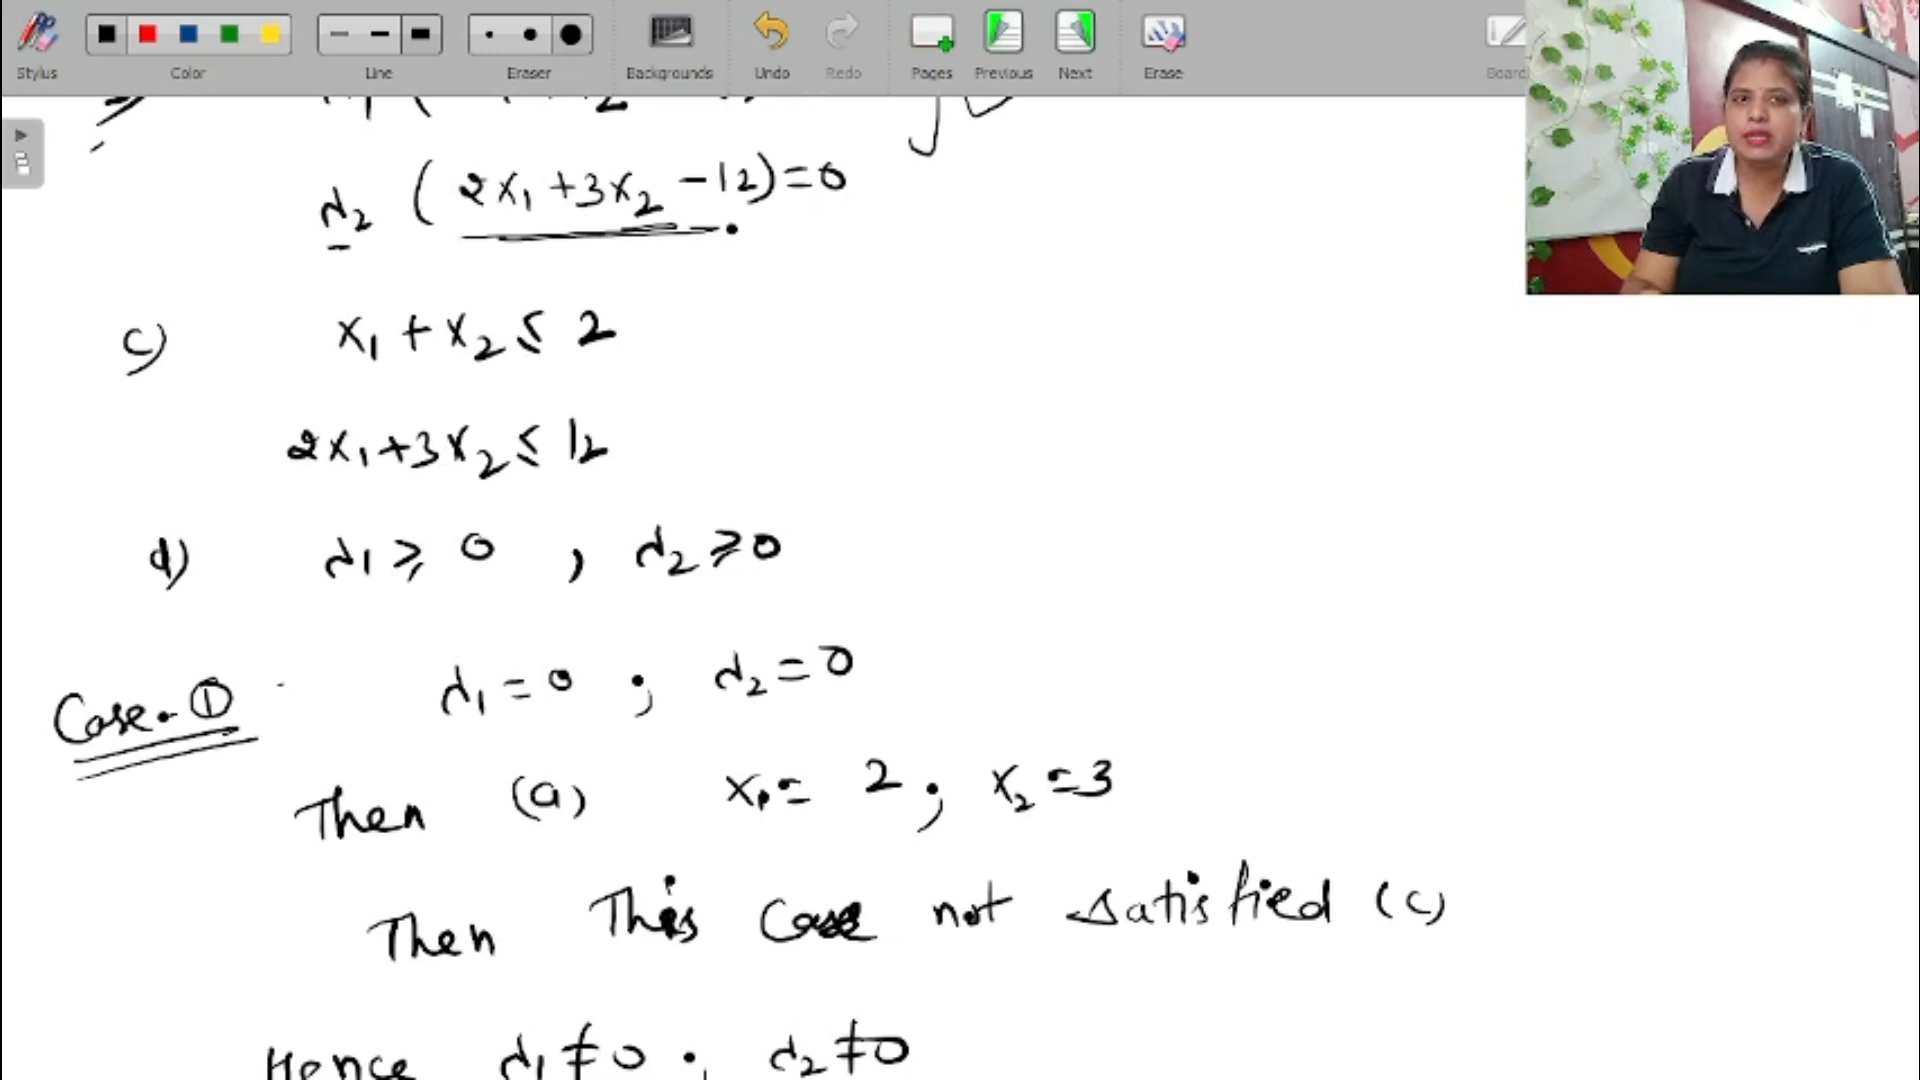 Stylus Color Line Eraser Backgrounds Undo Redo Pages Previous Next Erase Board
λ₂ (2x₁+3x₂-12)=0
c) x₁+x₂≤2
2x₁+3x₂≤12
d) λ₁≥0 , λ₂≥0
Case-① λ₁=0 ; λ₂=0
Then (a) x₁=2 ; x₂=3
Then This Case not satisfied (c)
Hence λ₁≠0 ; λ₂≠0